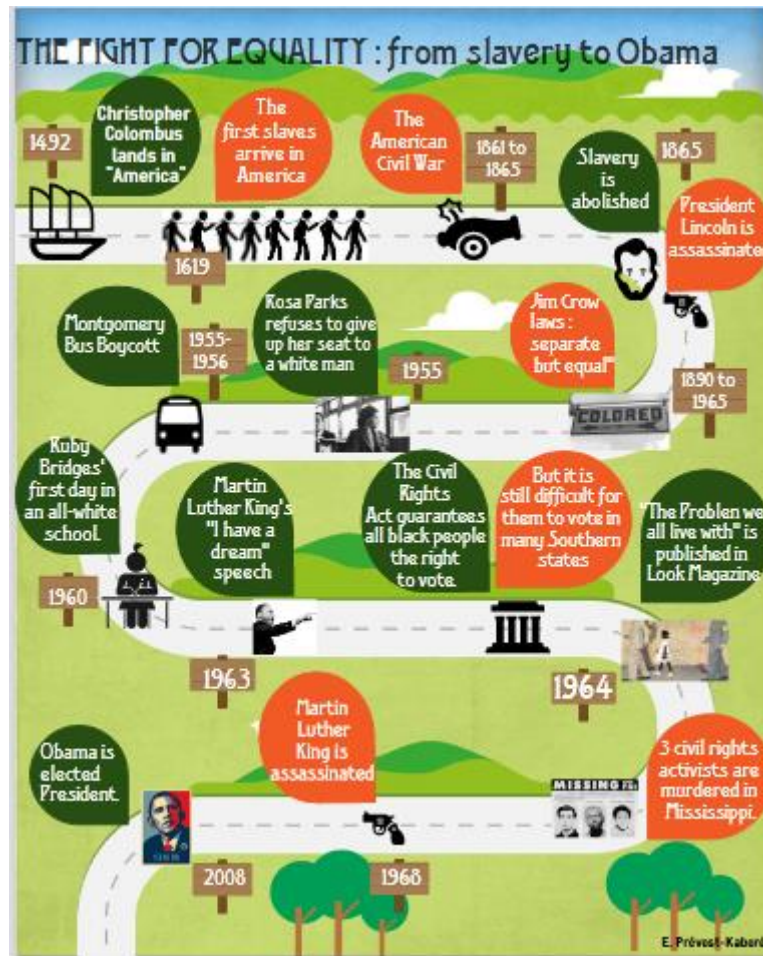 THE FIGHT FOR EQUALITY : from slavery to Obama
1492
Christopher
Colombus
lands in
"America"
The
first slaves
arrive in
America
1619
The
American
Civil War
1861 to
1865
Slavery
is
abolished
1865
President
Lincoln is
assassinated
Montgomery
Bus Boycott
1955-
1956
Rosa Parks
refuses to give
up her seat to
a white man
1955
Jim Crow
laws :
separate
but equal"
1890 to
1965
COLORED
Ruby
Bridges'
first day in
an all-white
school.
1960
Martin
Luther King's
"I have a
dream"
speech
1963
The Civil
Rights
Act guarantees
all black people
the right
to vote.
But it is
still difficult for
them to vote in
many Southern
states
1964
"The Problen we
all live with" is
published in
Look Magazine
Obama is
elected
President.
2008
Martin
Luther
King is
assassinated
1968
MISSING
3 civil rights
activists are
murdered in
Mississippi.
E. Prévost-Kaberé